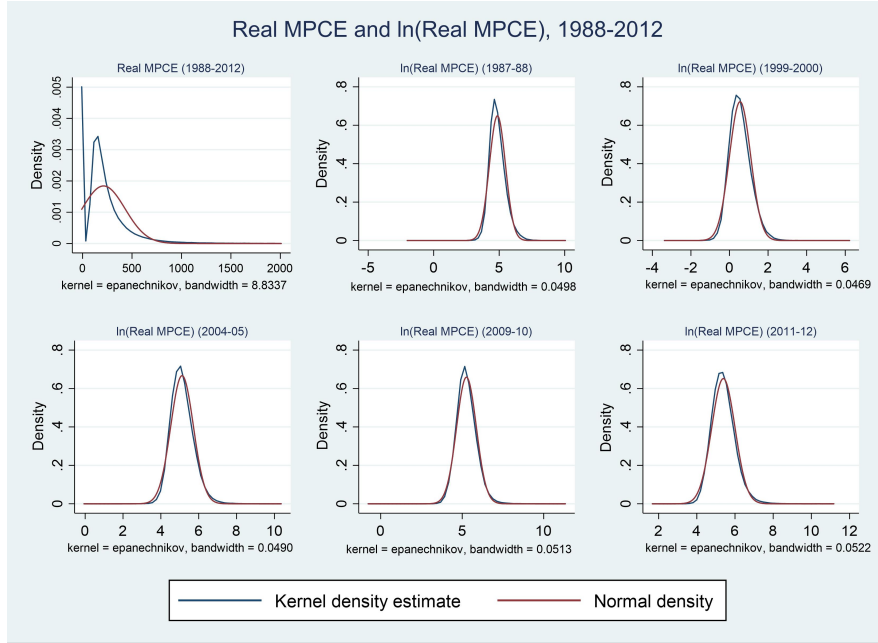 Real MPCE and ln(Real MPCE), 1988-2012
Real MPCE (1988-2012)
Density
0 .001 .002 .003 .004 .005
0 500 1000 1500 2000
kernel = epanechnikov, bandwidth = 8.8337
ln(Real MPCE) (1987-88)
Density
0 .2 .4 .6 .8
-5 0 5 10
kernel = epanechnikov, bandwidth = 0.0498
ln(Real MPCE) (1999-2000)
Density
0 .2 .4 .6 .8
-4 -2 0 2 4 6
kernel = epanechnikov, bandwidth = 0.0469
ln(Real MPCE) (2004-05)
Density
0 .2 .4 .6 .8
0 2 4 6 8 10
kernel = epanechnikov, bandwidth = 0.0490
ln(Real MPCE) (2009-10)
Density
0 .2 .4 .6 .8
0 5 10
kernel = epanechnikov, bandwidth = 0.0513
ln(Real MPCE) (2011-12)
Density
0 .2 .4 .6 .8
2 4 6 8 10 12
kernel = epanechnikov, bandwidth = 0.0522
Kernel density estimate
Normal density